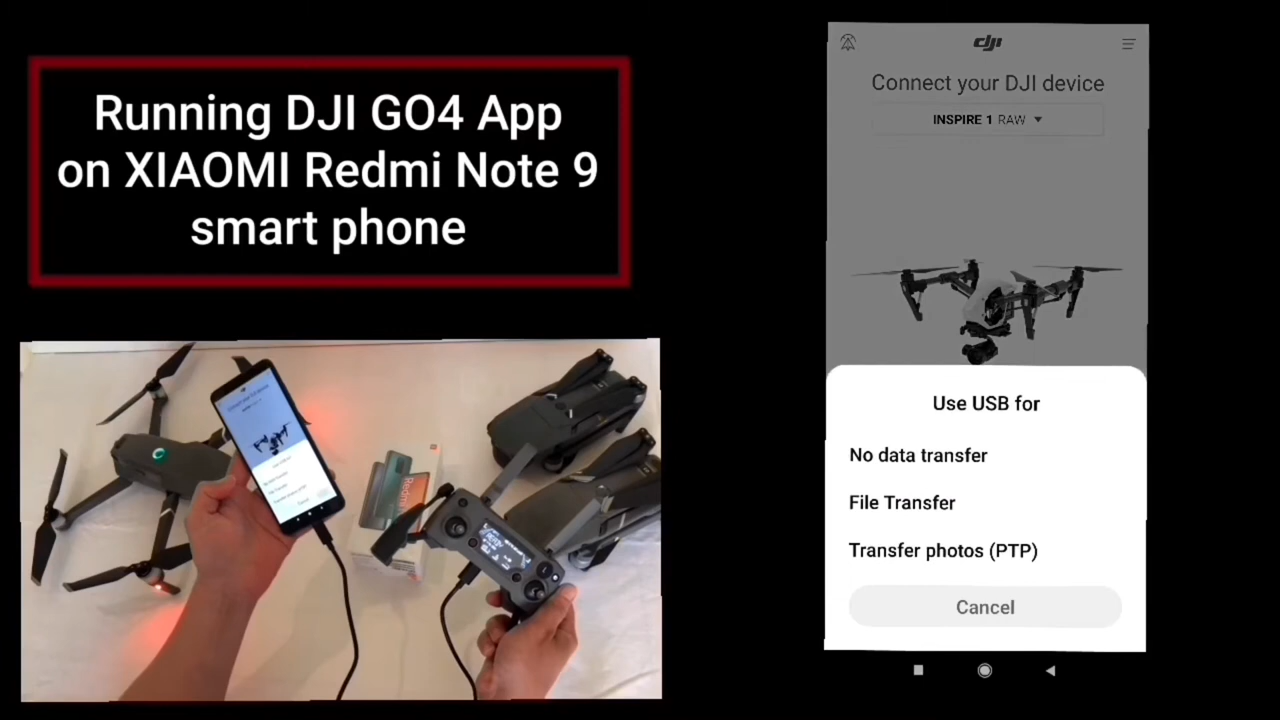 Running DJI GO4 App
on XIAOMI Redmi Note 9
smart phone
dji
Connect your DJI device
INSPIRE 1 RAW
Use USB for
No data transfer
File Transfer
Transfer photos (PTP)
Cancel
Redmi